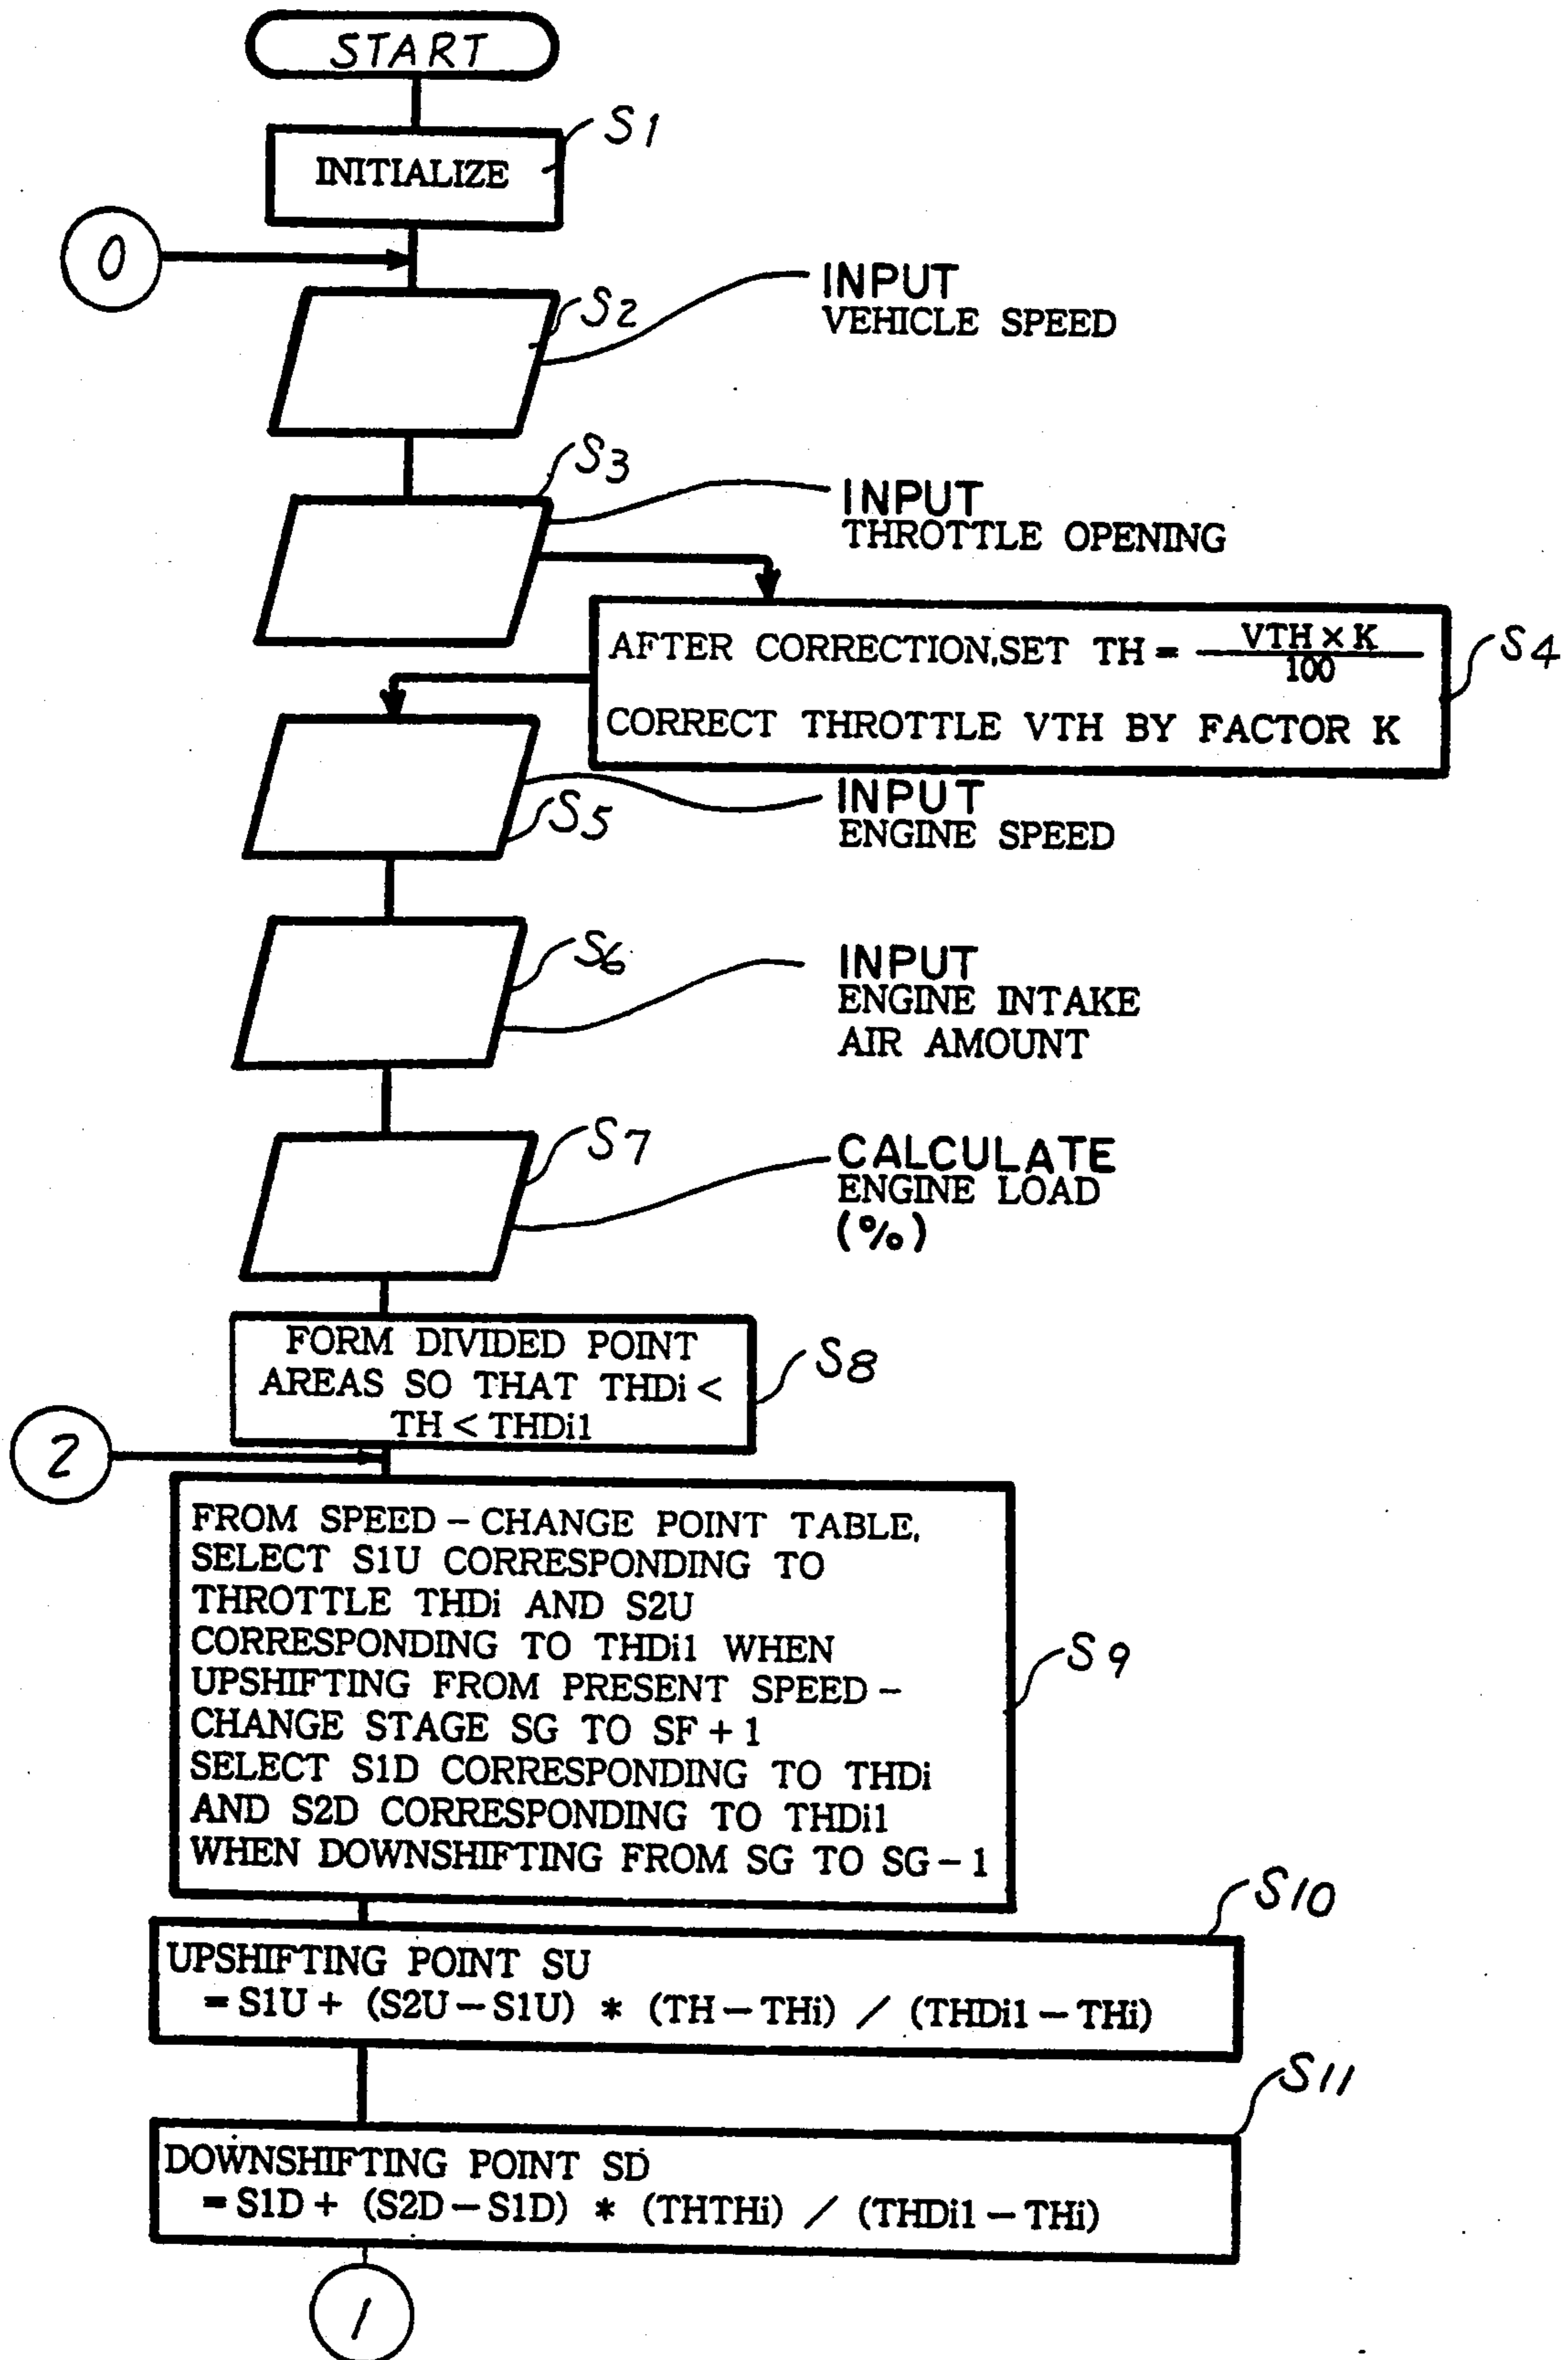 START
S1
INITIALIZE
0
S2
INPUT
VEHICLE SPEED
S3
INPUT
THROTTLE OPENING
AFTER CORRECTION,SET TH = VTH × K / 100
S4
CORRECT THROTTLE VTH BY FACTOR K
S5
INPUT
ENGINE SPEED
S6
INPUT
ENGINE INTAKE
AIR AMOUNT
S7
CALCULATE
ENGINE LOAD
(%)
FORM DIVIDED POINT
AREAS SO THAT THDi <
TH < THDi1
S8
2
FROM SPEED - CHANGE POINT TABLE,
SELECT S1U CORRESPONDING TO
THROTTLE THDi AND S2U
CORRESPONDING TO THDi1 WHEN
UPSHIFTING FROM PRESENT SPEED -
CHANGE STAGE SG TO SF + 1
SELECT S1D CORRESPONDING TO THDi
AND S2D CORRESPONDING TO THDi1
WHEN DOWNSHIFTING FROM SG TO SG - 1
S9
S10
UPSHIFTING POINT SU
= S1U + (S2U - S1U) * (TH - THi) / (THDi1 - THi)
S11
DOWNSHIFTING POINT SD
= S1D + (S2D - S1D) * (THTHi) / (THDi1 - THi)
1